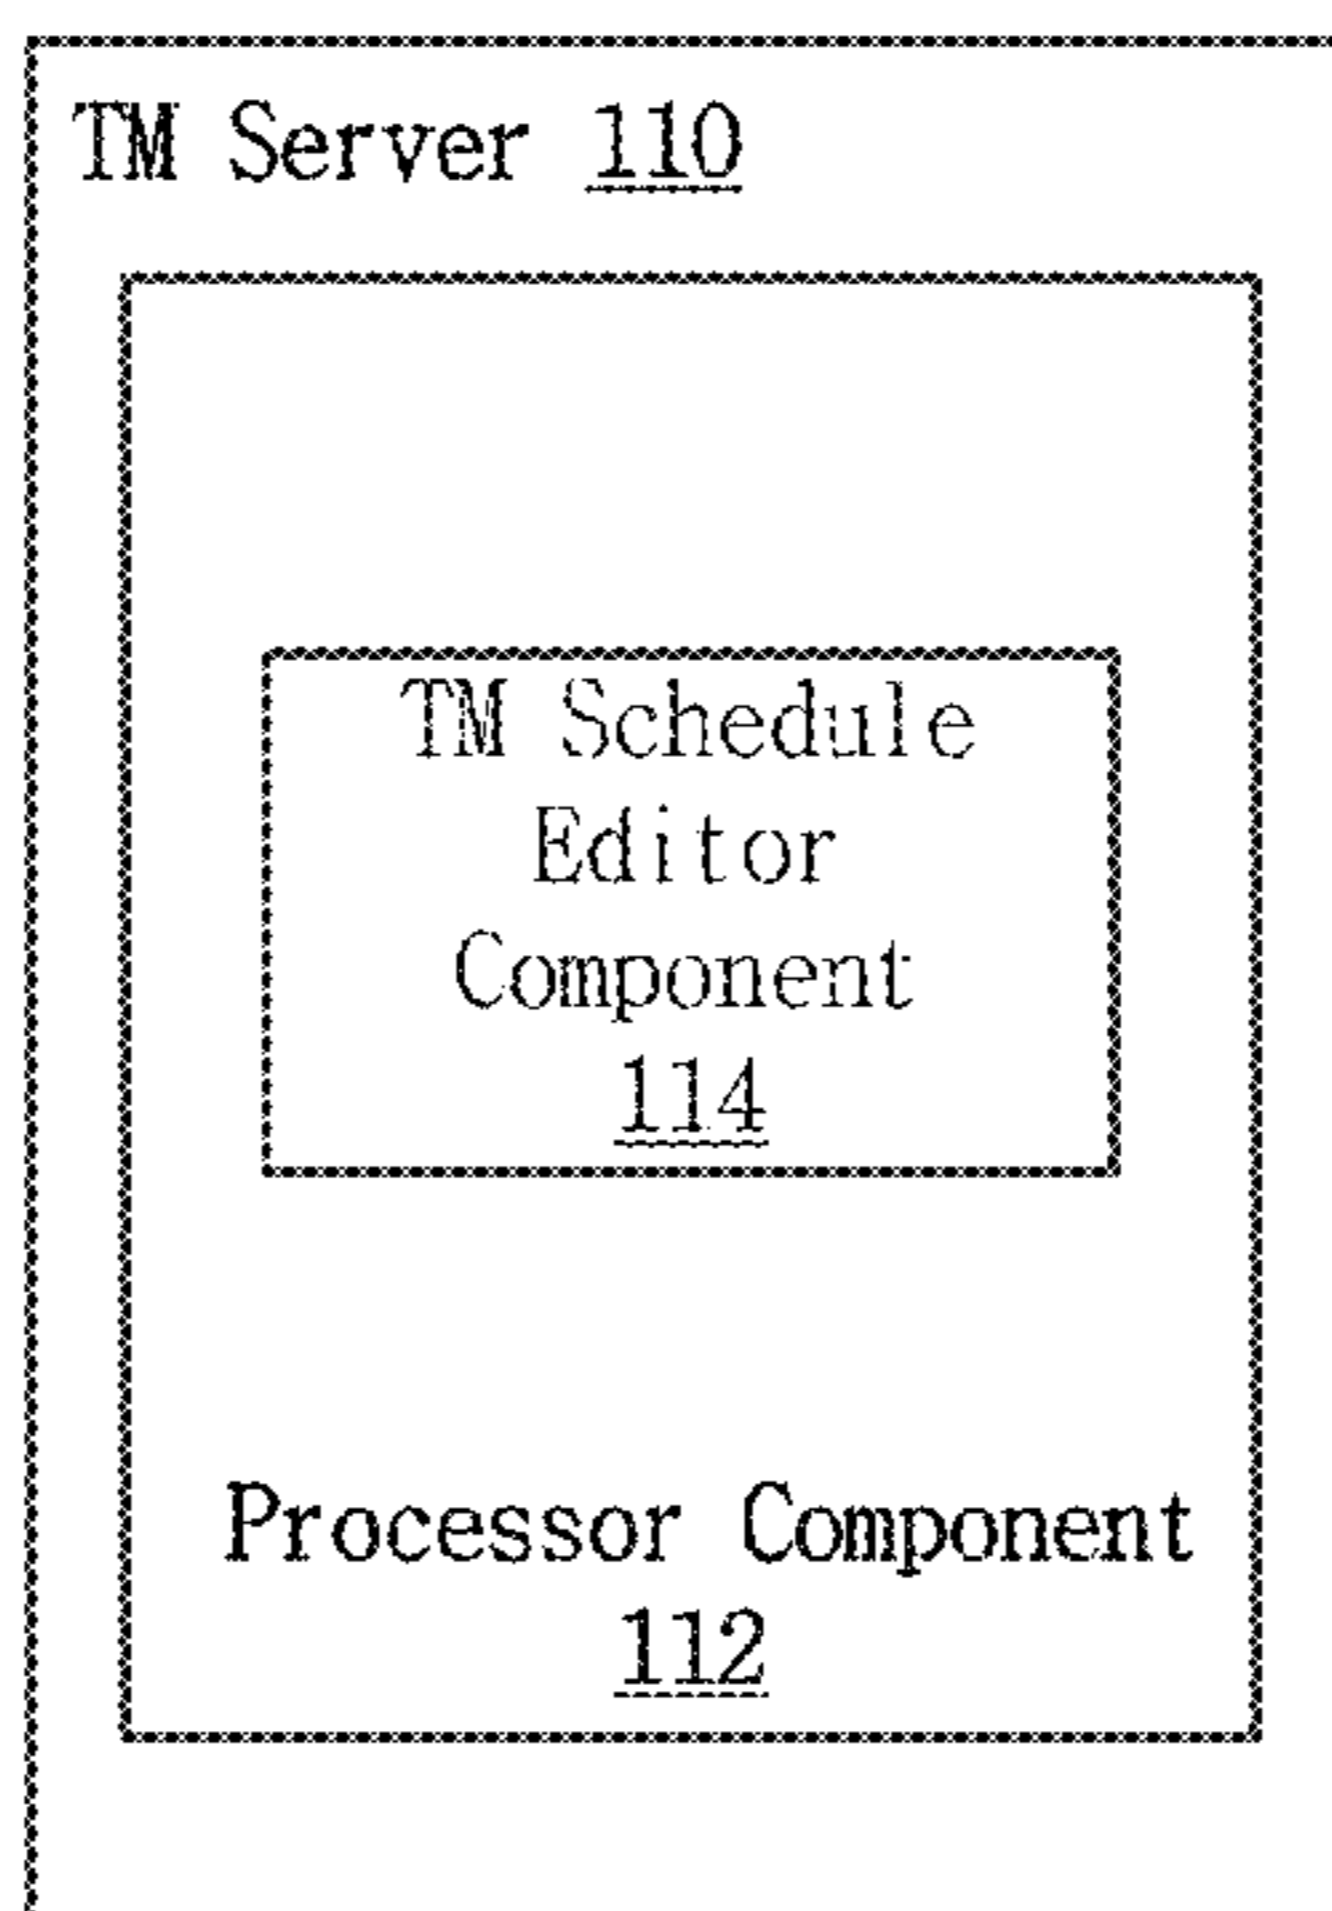 TM Server 110
TM Schedule
Editor
Component
114
Processor Component
112